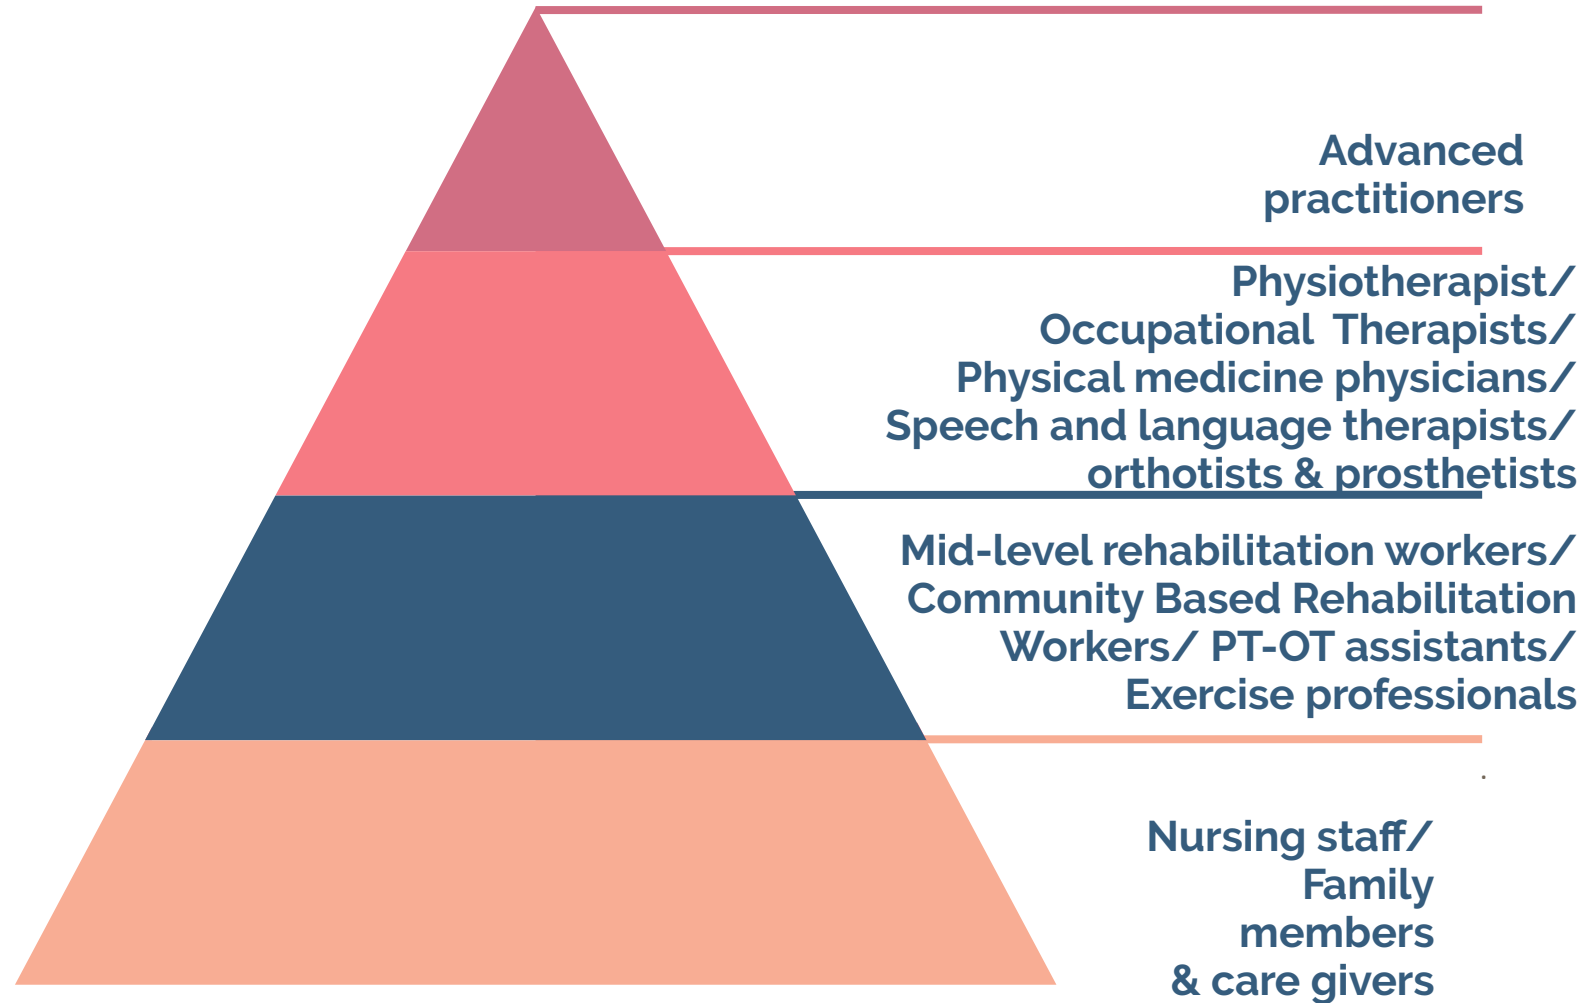 Advanced
practitioners
Physiotherapist/
Occupational  Therapists/
Physical medicine physicians/
Speech and language therapists/
orthotists & prosthetists
Mid-level rehabilitation workers/
Community Based Rehabilitation
Workers/ PT-OT assistants/
Exercise professionals
.
Nursing staff/
Family
members
& care givers